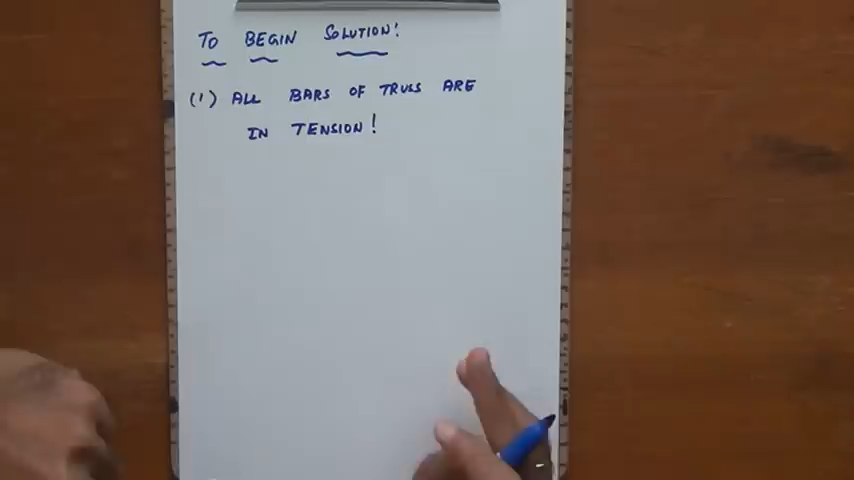 TO BEGIN SOLUTION!
(1) ALL BARS OF TRUSS ARE
IN TENSION!